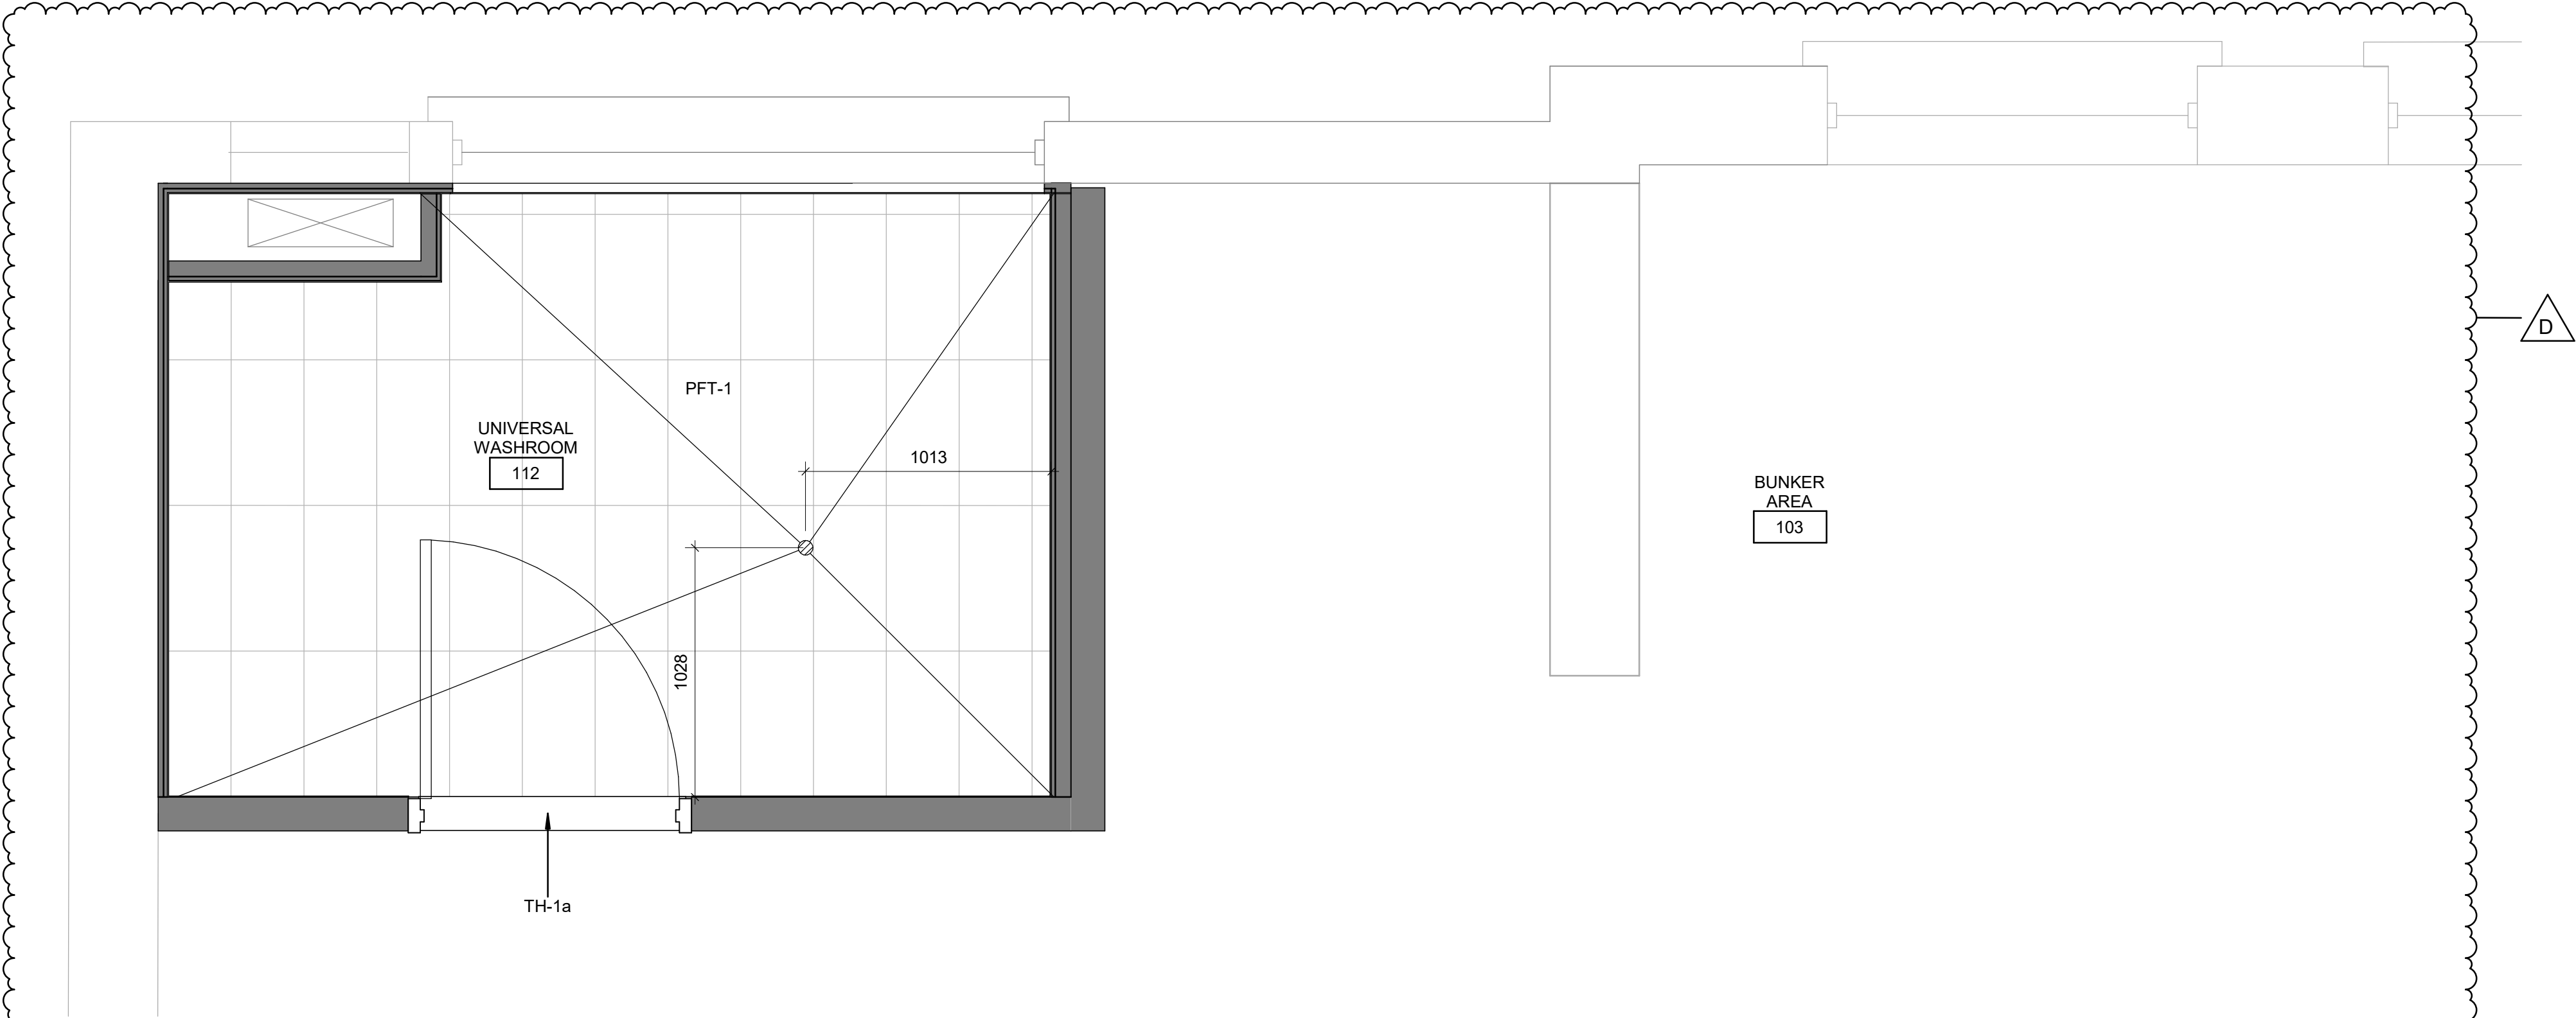 D
PFT-1
UNIVERSAL
WASHROOM
112
1013
BUNKER
AREA
103
1028
TH-1a